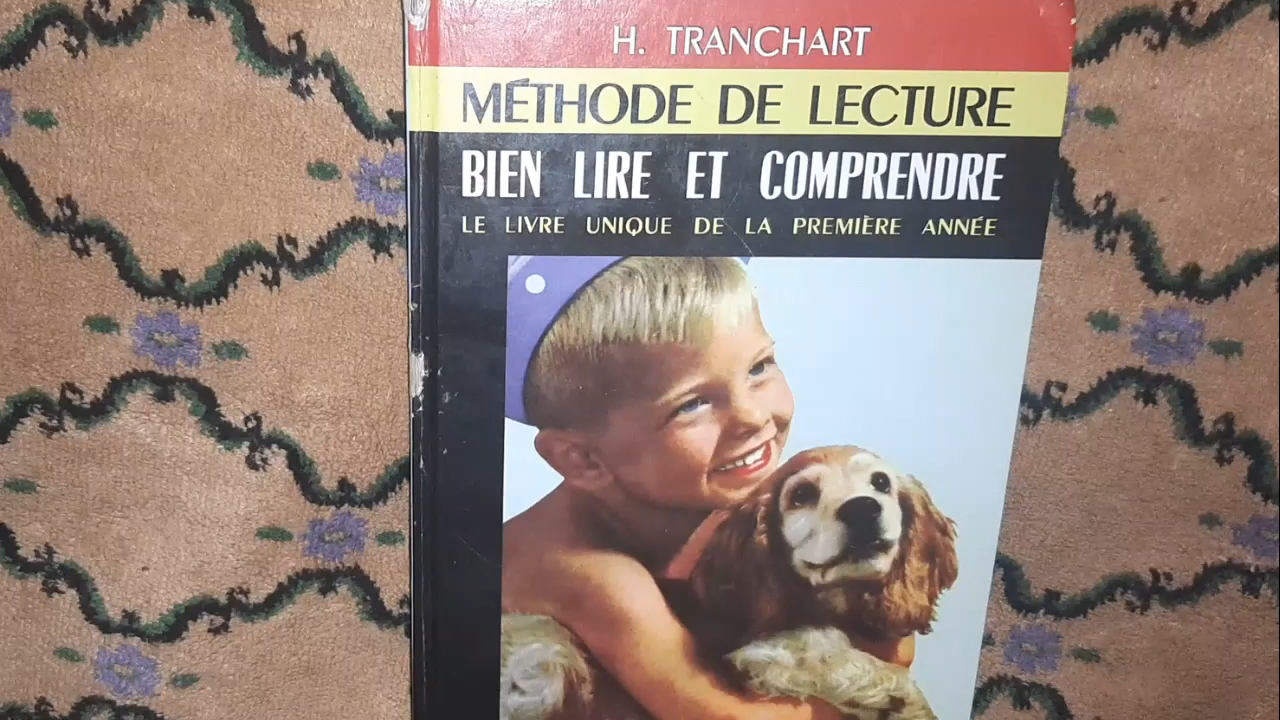 H. TRANCHART
MÉTHODE DE LECTURE
BIEN LIRE ET COMPRENDRE
LE LIVRE UNIQUE DE LA PREMIÈRE ANNÉE